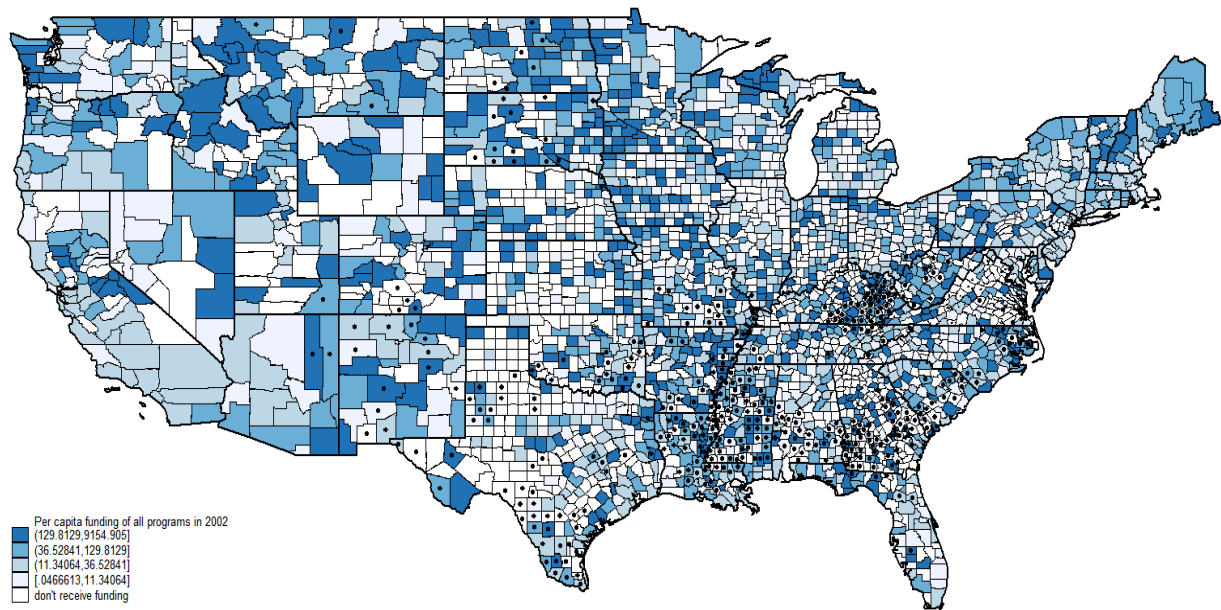 Per capita funding of all programs in 2002
(129.8129,9154.905]
(36.52841,129.8129]
(11.34064,36.52841]
[.0466613,11.34064]
don't receive funding